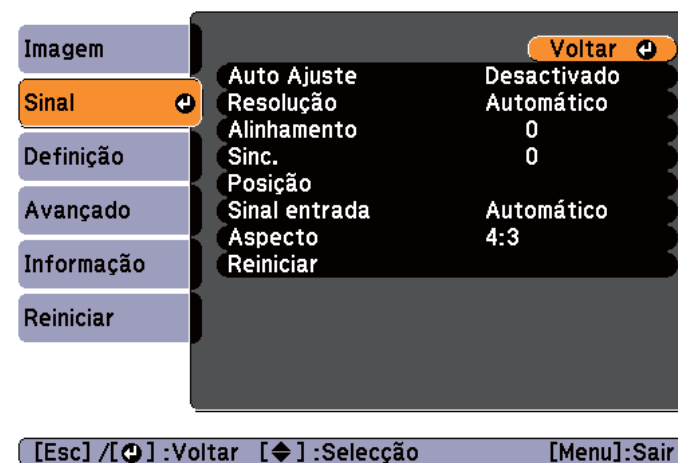 Imagem
Sinal
Definição
Avançado
Informação
Reiniciar
Voltar
Auto Ajuste Desactivado
Resolução Automático
Alinhamento 0
Sinc. 0
Posição
Sinal entrada Automático
Aspecto 4:3
Reiniciar
[Esc] /[⏎] :Voltar [◆] :Selecção [Menu]:Sair